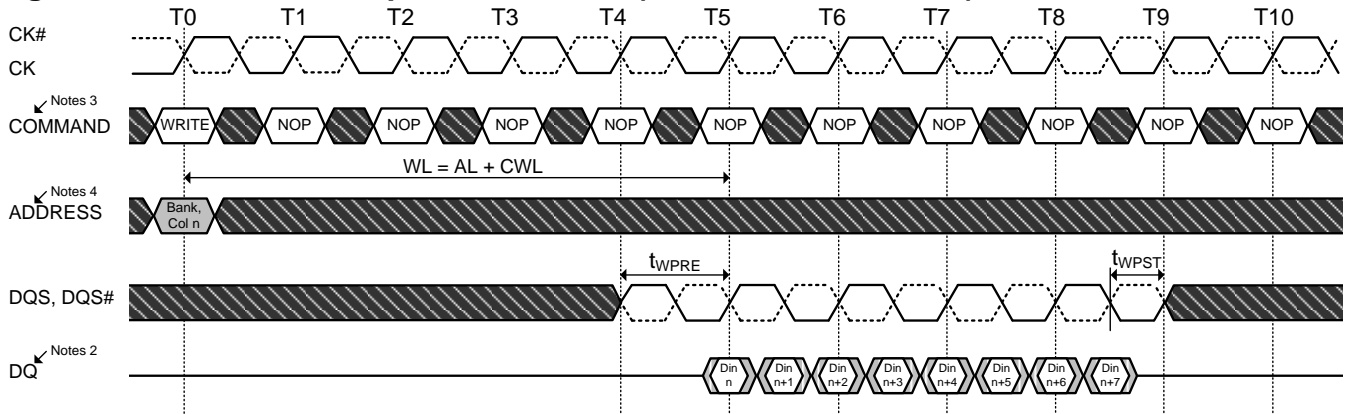 T0 T1 T2 T3 T4 T5 T6 T7 T8 T9 T10
CK#
CK
Notes 3
COMMAND
WRITE NOP NOP NOP NOP NOP NOP NOP NOP NOP NOP
WL = AL + CWL
Notes 4
ADDRESS
Bank,
Col n
tWPRE
tWPST
DQS, DQS#
Notes 2
DQ
Din
n
Din
n+1
Din
n+2
Din
n+3
Din
n+4
Din
n+5
Din
n+6
Din
n+7